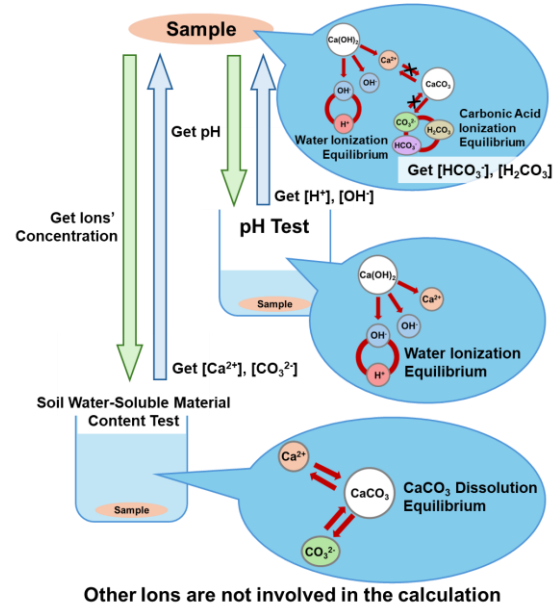 Sample
Ca(OH)₂
Ca²⁺
OH⁻
OH⁻
CaCO₃
H⁺
CO₃²⁻
H₂CO₃
HCO₃⁻
Water Ionization
Equilibrium
Carbonic Acid
Ionization
Equilibrium
Get [HCO₃⁻], [H₂CO₃]
Get pH
Get [H⁺], [OH⁻]
Get Ions'
Concentration
pH Test
Sample
Ca(OH)₂
Ca²⁺
OH⁻
OH⁻
H⁺
Water Ionization
Equilibrium
Get [Ca²⁺], [CO₃²⁻]
Soil Water-Soluble Material
Content Test
Sample
Ca²⁺
CaCO₃
CO₃²⁻
CaCO₃ Dissolution
Equilibrium
Other Ions are not involved in the calculation